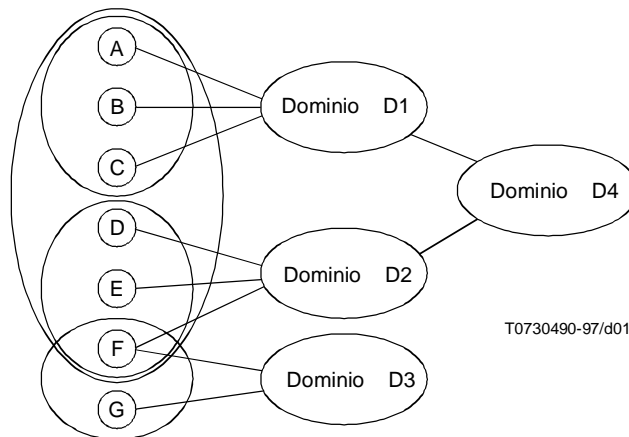 A
B
C
D
E
F
G
Dominio D1
Dominio D4
Dominio D2
Dominio D3
T0730490-97/d01